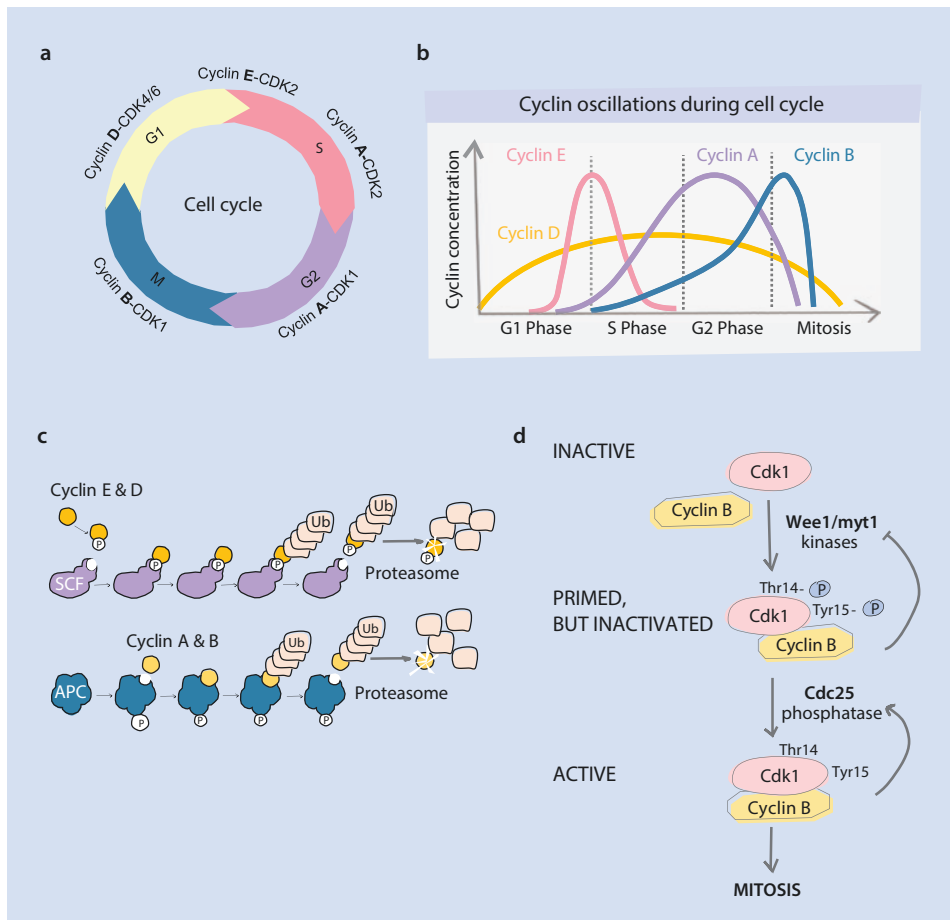 a
Cyclin E-CDK2
Cyclin D-CDK4/6
G1
S
Cyclin A-CDK2
Cell cycle
M
G2
Cyclin B-CDK1
Cyclin A-CDK1
b
Cyclin oscillations during cell cycle
Cyclin E
Cyclin A
Cyclin B
Cyclin D
Cyclin concentration
G1 Phase
S Phase
G2 Phase
Mitosis
c
Cyclin E & D
P
SCF
P
P
P
Ub
P
Ub
P
Proteasome
Cyclin A & B
APC
P
P
P
Ub
P
Ub
Proteasome
d
INACTIVE
Cdk1
Cyclin B
Wee1/myt1
kinases
PRIMED,
BUT INACTIVATED
Thr14- P
Cdk1
Tyr15- P
Cyclin B
Cdc25
phosphatase
ACTIVE
Thr14
Cdk1
Tyr15
Cyclin B
MITOSIS